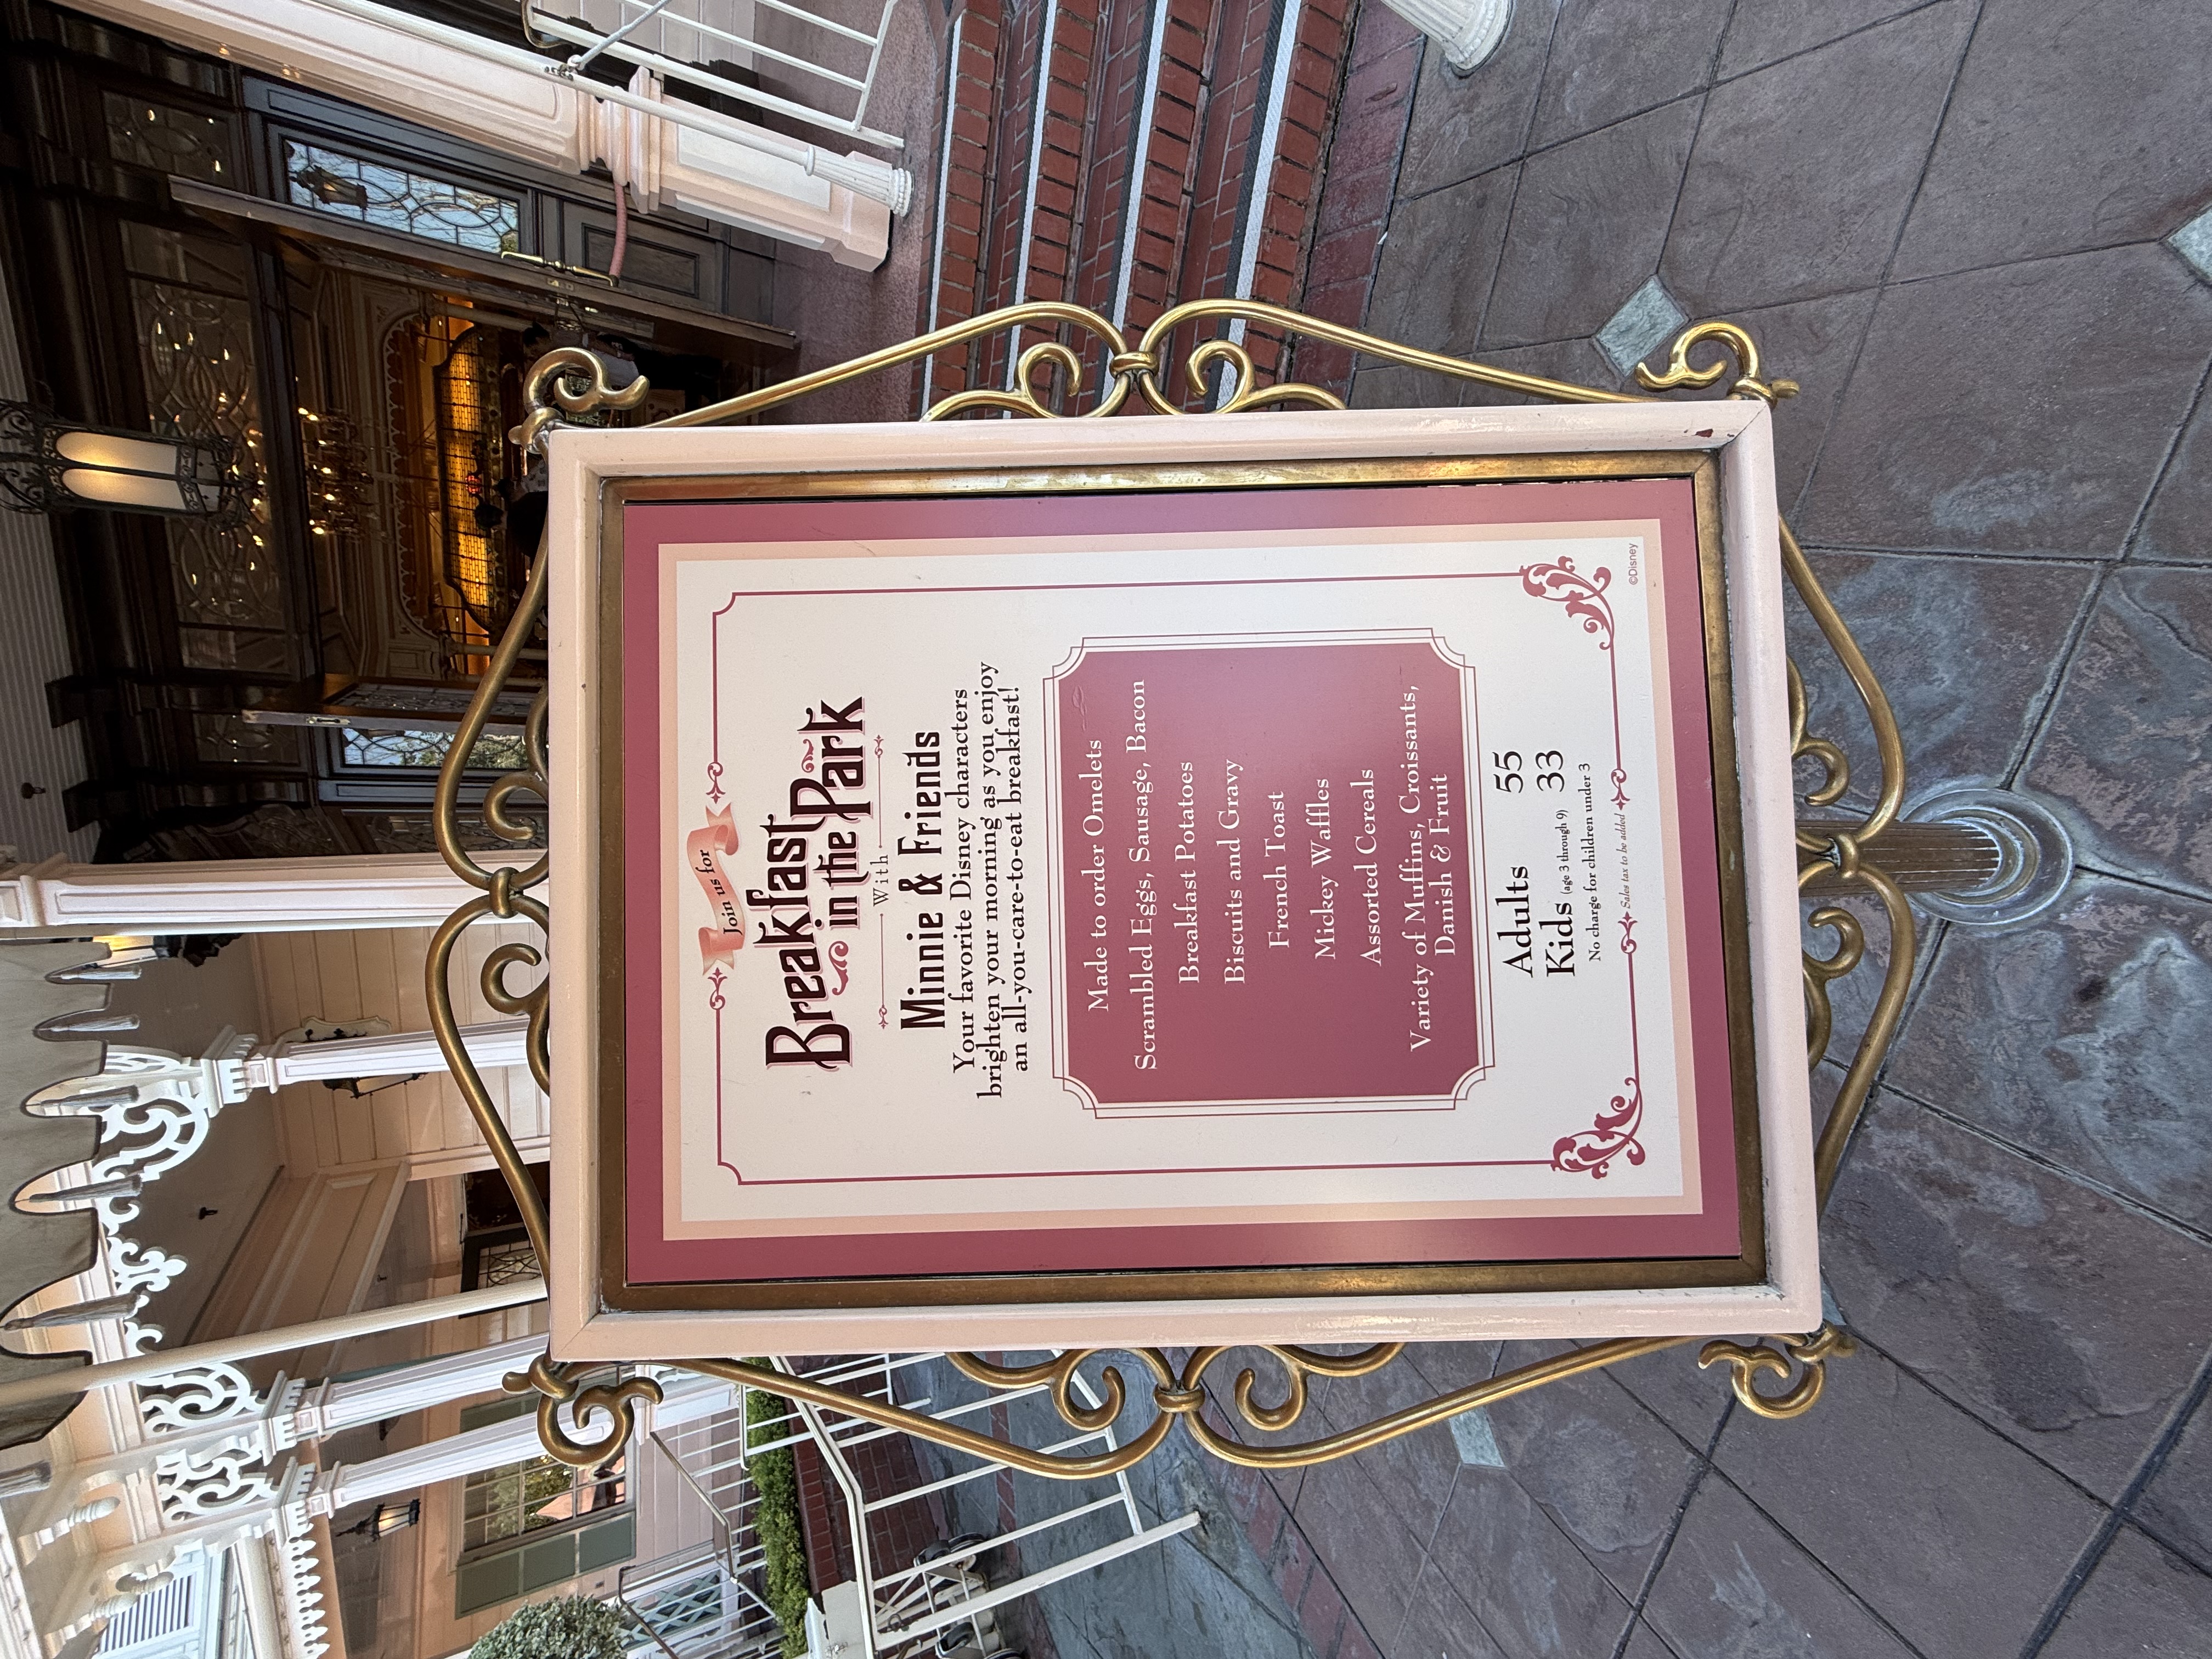 Join us for
Breakfast
in the Park
With
Minnie & Friends
Your favorite Disney characters
brighten your morning as you enjoy
an all-you-care-to-eat breakfast!
Made to order Omelets
Scrambled Eggs, Sausage, Bacon
Breakfast Potatoes
Biscuits and Gravy
French Toast
Mickey Waffles
Assorted Cereals
Variety of Muffins, Croissants,
Danish & Fruit
Adults 55
Kids (age 3 through 9) 33
No charge for children under 3
Sales tax to be added
©Disney